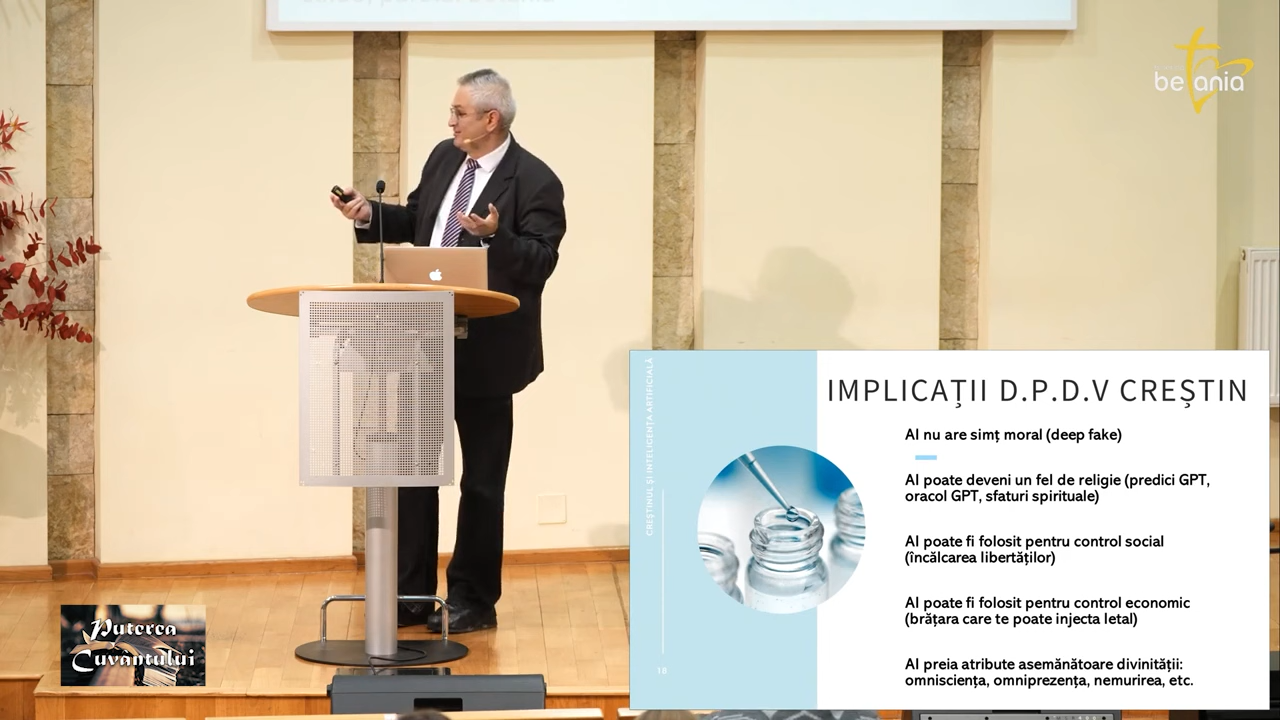 betania
IMPLICAȚII D.P.D.V CREȘTIN
AI nu are simț moral (deep fake)
AI poate deveni un fel de religie (predici GPT,
oracol GPT, sfaturi spirituale)
AI poate fi folosit pentru control social
(încălcarea libertăților)
AI poate fi folosit pentru control economic
(brățara care te poate injecta letal)
AI preia atribute asemănătoare divinității:
omnisciența, omniprezența, nemurirea, etc.
CREȘTINUL ȘI INTELIGENȚA ARTIFICIALĂ
18
Puterea
Cuvântului